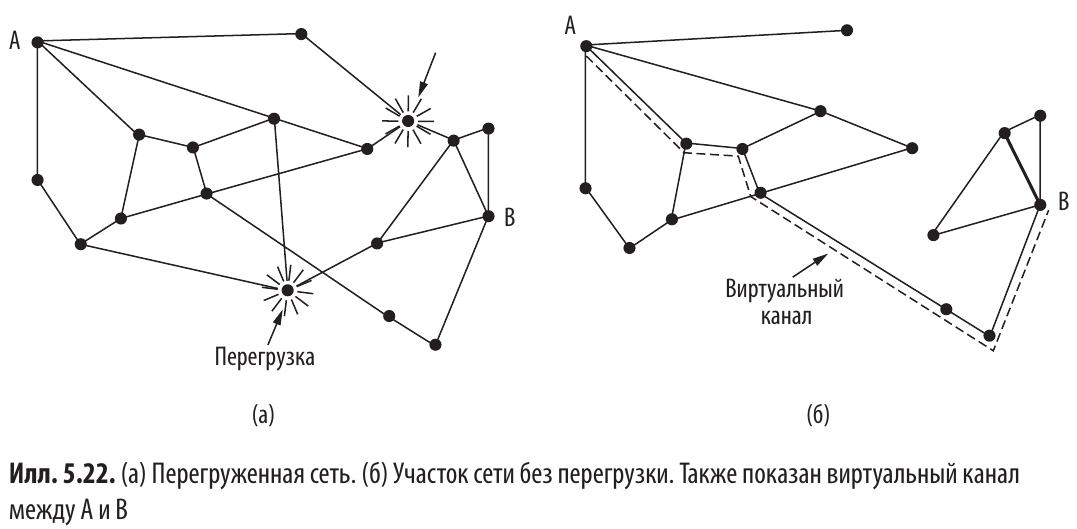 A
B
Перегрузка
(а)
A
B
Виртуальный
канал
(б)
Илл. 5.22. (а) Перегруженная сеть. (б) Участок сети без перегрузки. Также показан виртуальный канал
между А и В